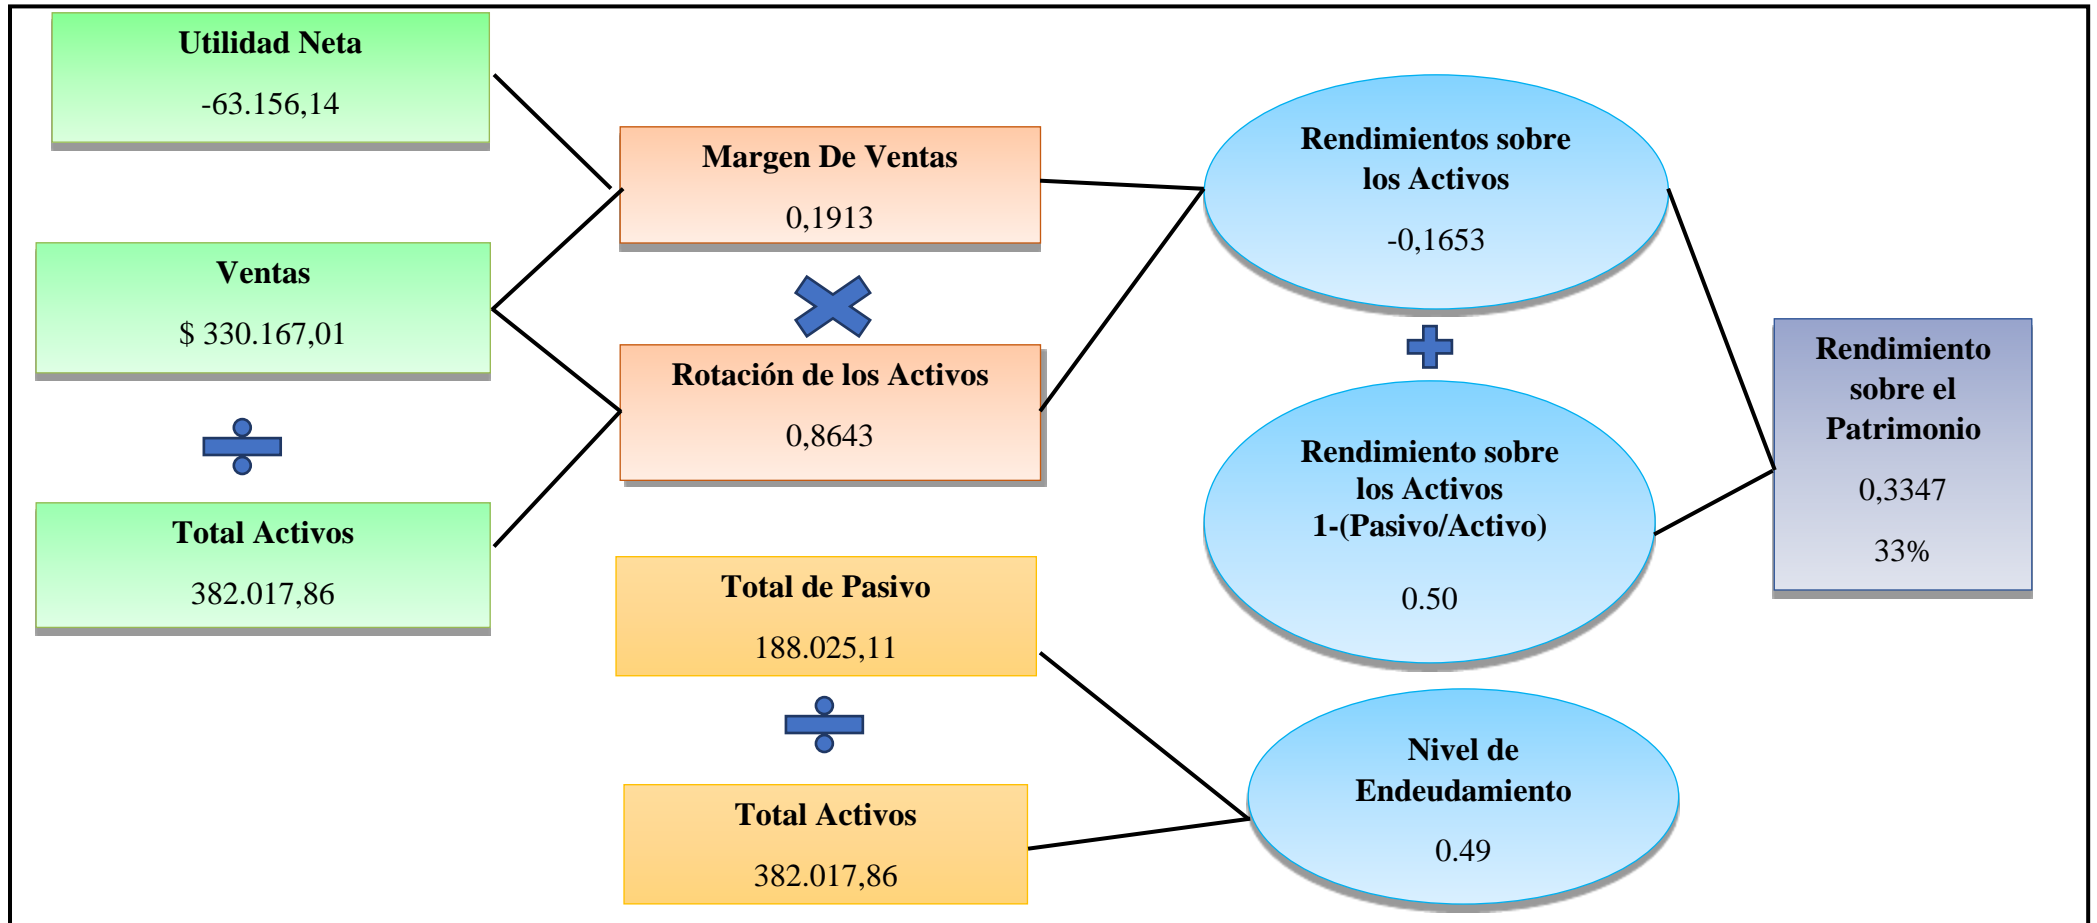 Utilidad Neta
-63.156,14
Ventas
$ 330.167,01
Total Activos
382.017,86
Margen De Ventas
0,1913
Rotación de los Activos
0,8643
Total de Pasivo
188.025,11
Total Activos
382.017,86
Rendimientos sobre
los Activos
-0,1653
Rendimiento sobre
los Activos
1-(Pasivo/Activo)
0.50
Nivel de
Endeudamiento
0.49
Rendimiento
sobre el
Patrimonio
0,3347
33%